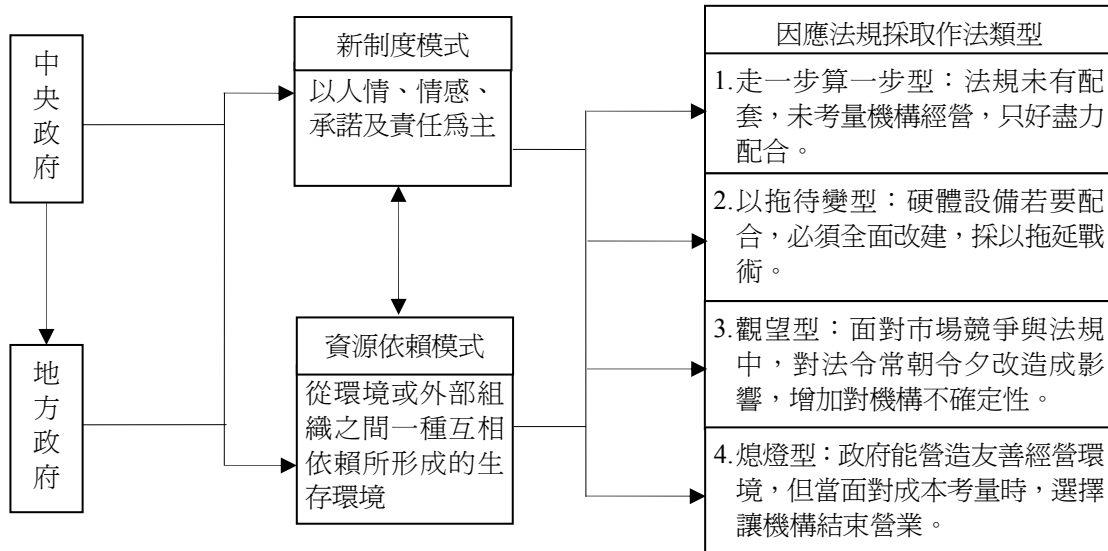 中央政府
地方政府
新制度模式
以人情、情感、
承諾及責任為主
資源依賴模式
從環境或外部組
織之間一種互相
依賴所形成的生
存環境
因應法規採取作法類型
1.走一步算一步型：法規未有配
套，未考量機構經營，只好盡力
配合。
2.以拖待變型：硬體設備若要配
合，必須全面改建，採以拖延戰
術。
3.觀望型：面對市場競爭與法規
中，對法令常朝令夕改造成影
響，增加對機構不確定性。
4.熄燈型：政府能營造友善經營環
境，但當面對成本考量時，選擇
讓機構結束營業。